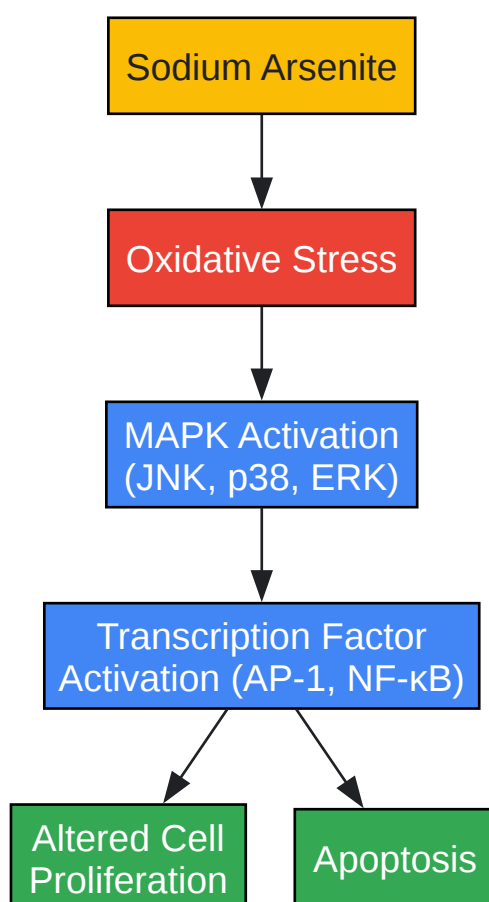 Sodium Arsenite
Oxidative Stress
MAPK Activation
(JNK, p38, ERK)
Transcription Factor
Activation (AP-1, NF-κB)
Altered Cell
Proliferation
Apoptosis